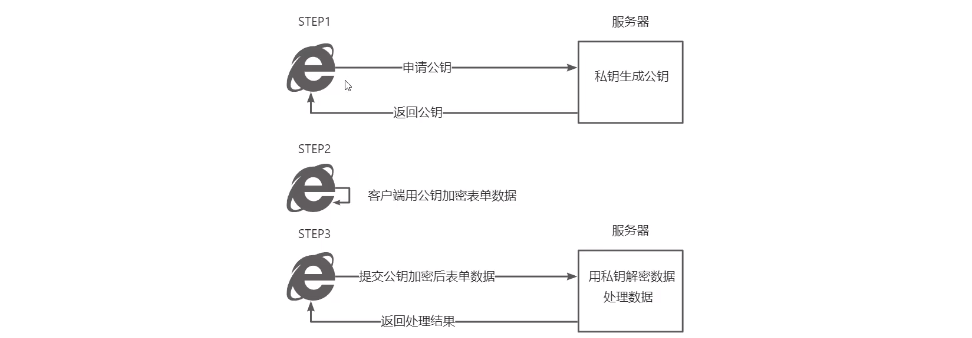 STEP1
服务器
申请公钥
私钥生成公钥
返回公钥
STEP2
客户端用公钥加密表单数据
STEP3
服务器
提交公钥加密后表单数据
用私钥解密数据
处理数据
返回处理结果